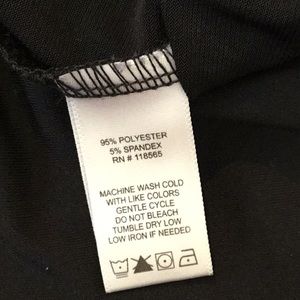 95% POLYESTER
5% SPANDEX
RN # 118565
MACHINE WASH COLD
WITH LIKE COLORS
GENTLE CYCLE
DO NOT BLEACH
TUMBLE DRY LOW
LOW IRON IF NEEDED